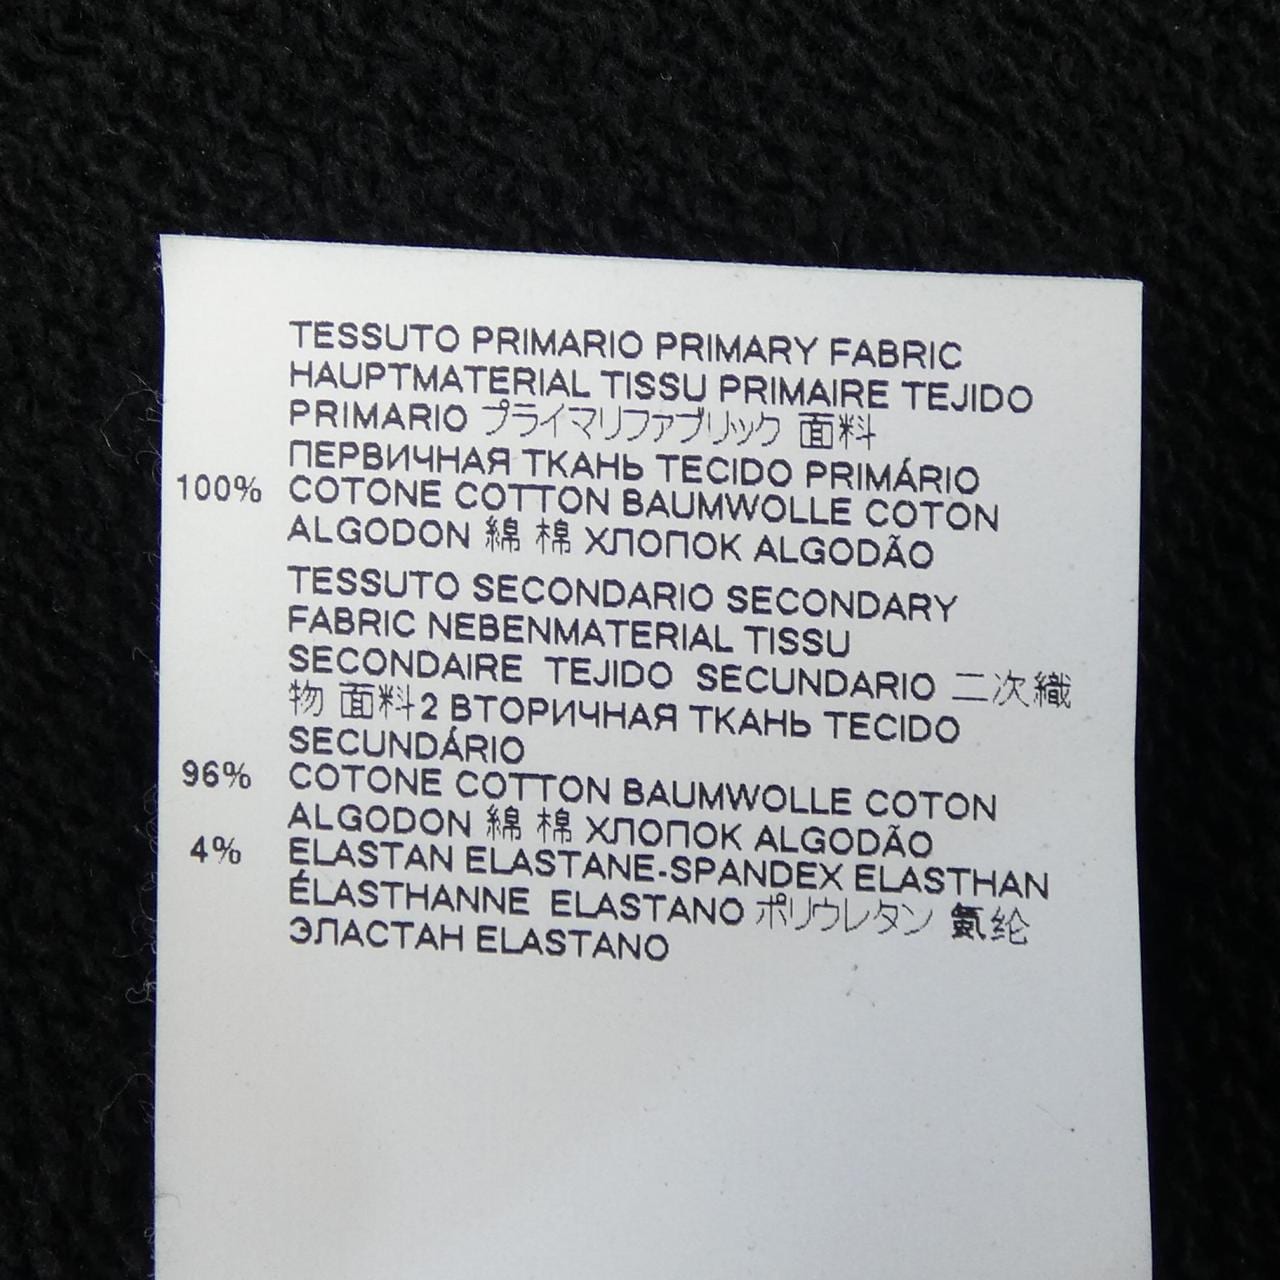 TESSUTO PRIMARIO PRIMARY FABRIC
HAUPTMATERIAL TISSU PRIMAIRE TEJIDO
PRIMARIO プライマリファブリック 面料
ПЕРВИЧНАЯ ТКАНЬ TECIDO PRIMÁRIO
100% COTONE COTTON BAUMWOLLE COTON
ALGODON 綿 棉 ХЛОПОК ALGODÃO
TESSUTO SECONDARIO SECONDARY
FABRIC NEBENMATERIAL TISSU
SECONDAIRE TEJIDO SECUNDARIO 二次織
物 面料2 ВТОРИЧНАЯ ТКАНЬ TECIDO
SECUNDÁRIO
96% COTONE COTTON BAUMWOLLE COTON
ALGODON 綿 棉 ХЛОПОК ALGODÃO
4% ELASTAN ELASTANE-SPANDEX ELASTHAN
ÉLASTHANNE ELASTANO ポリウレタン 氨纶
ЭЛАСТАН ELASTANO